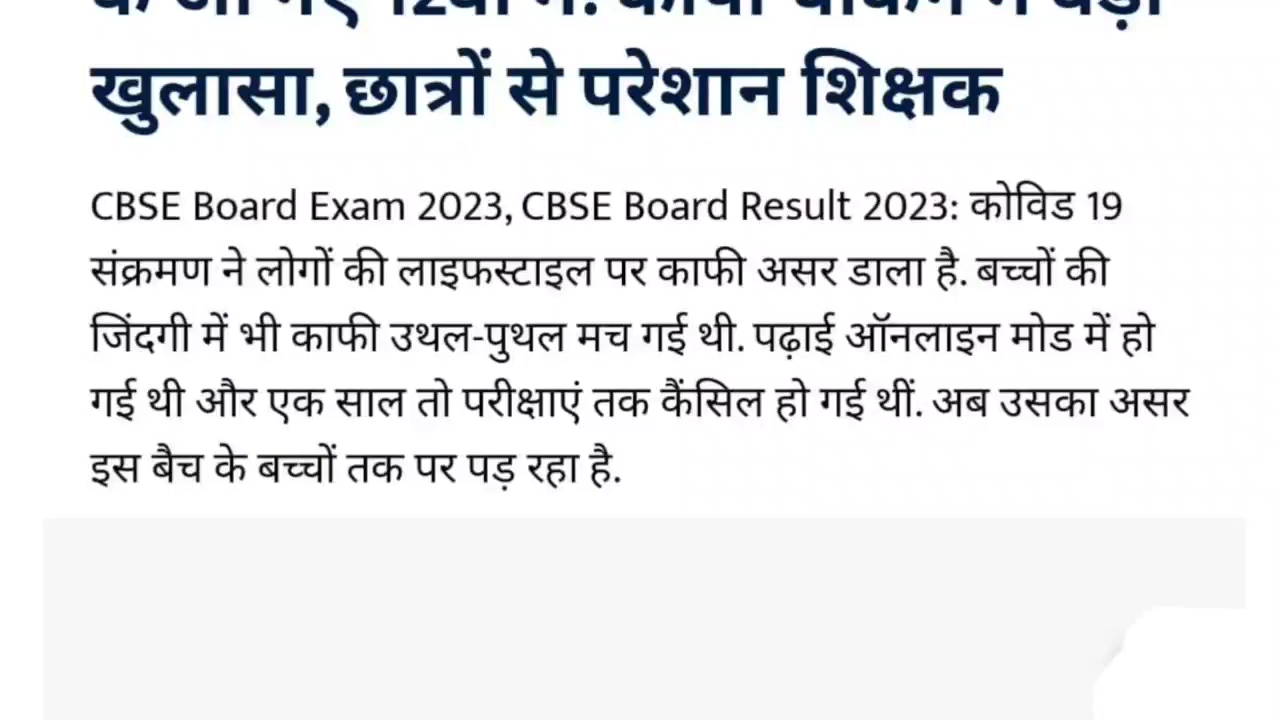 खुलासा, छात्रों से परेशान शिक्षक
CBSE Board Exam 2023, CBSE Board Result 2023: कोविड 19
संक्रमण ने लोगों की लाइफस्टाइल पर काफी असर डाला है. बच्चों की
जिंदगी में भी काफी उथल-पुथल मच गई थी. पढ़ाई ऑनलाइन मोड में हो
गई थी और एक साल तो परीक्षाएं तक कैंसिल हो गई थीं. अब उसका असर
इस बैच के बच्चों तक पर पड़ रहा है.